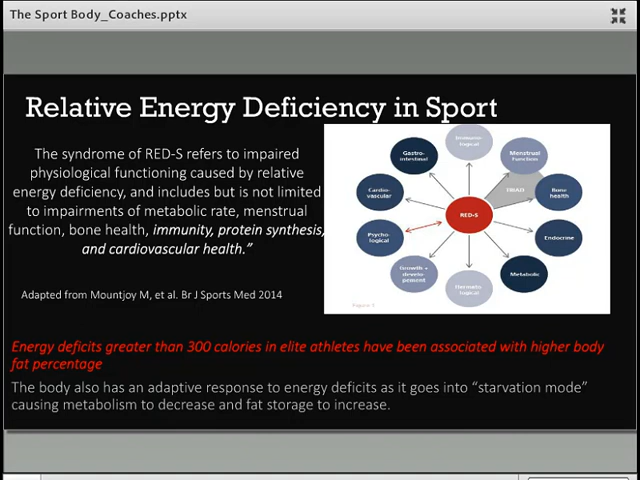 The Sport Body_Coaches.pptx
Relative Energy Deficiency in Sport
The syndrome of RED-S refers to impaired
physiological functioning caused by relative
energy deficiency, and includes but is not limited
to impairments of metabolic rate, menstrual
function, bone health, immunity, protein synthesis,
and cardiovascular health.”
Adapted from Mountjoy M, et al. Br J Sports Med 2014
Immuno-
logical
Menstrual
Function
TRIAD
Bone
health
Endocrine
Metabolic
Hemato
logical
Growth +
develo-
pement
Psycho-
logical
Cardio-
vascular
Gastro-
intestinal
RED-S
Figure 1
Energy deficits greater than 300 calories in elite athletes have been associated with higher body
fat percentage
The body also has an adaptive response to energy deficits as it goes into “starvation mode”
causing metabolism to decrease and fat storage to increase.